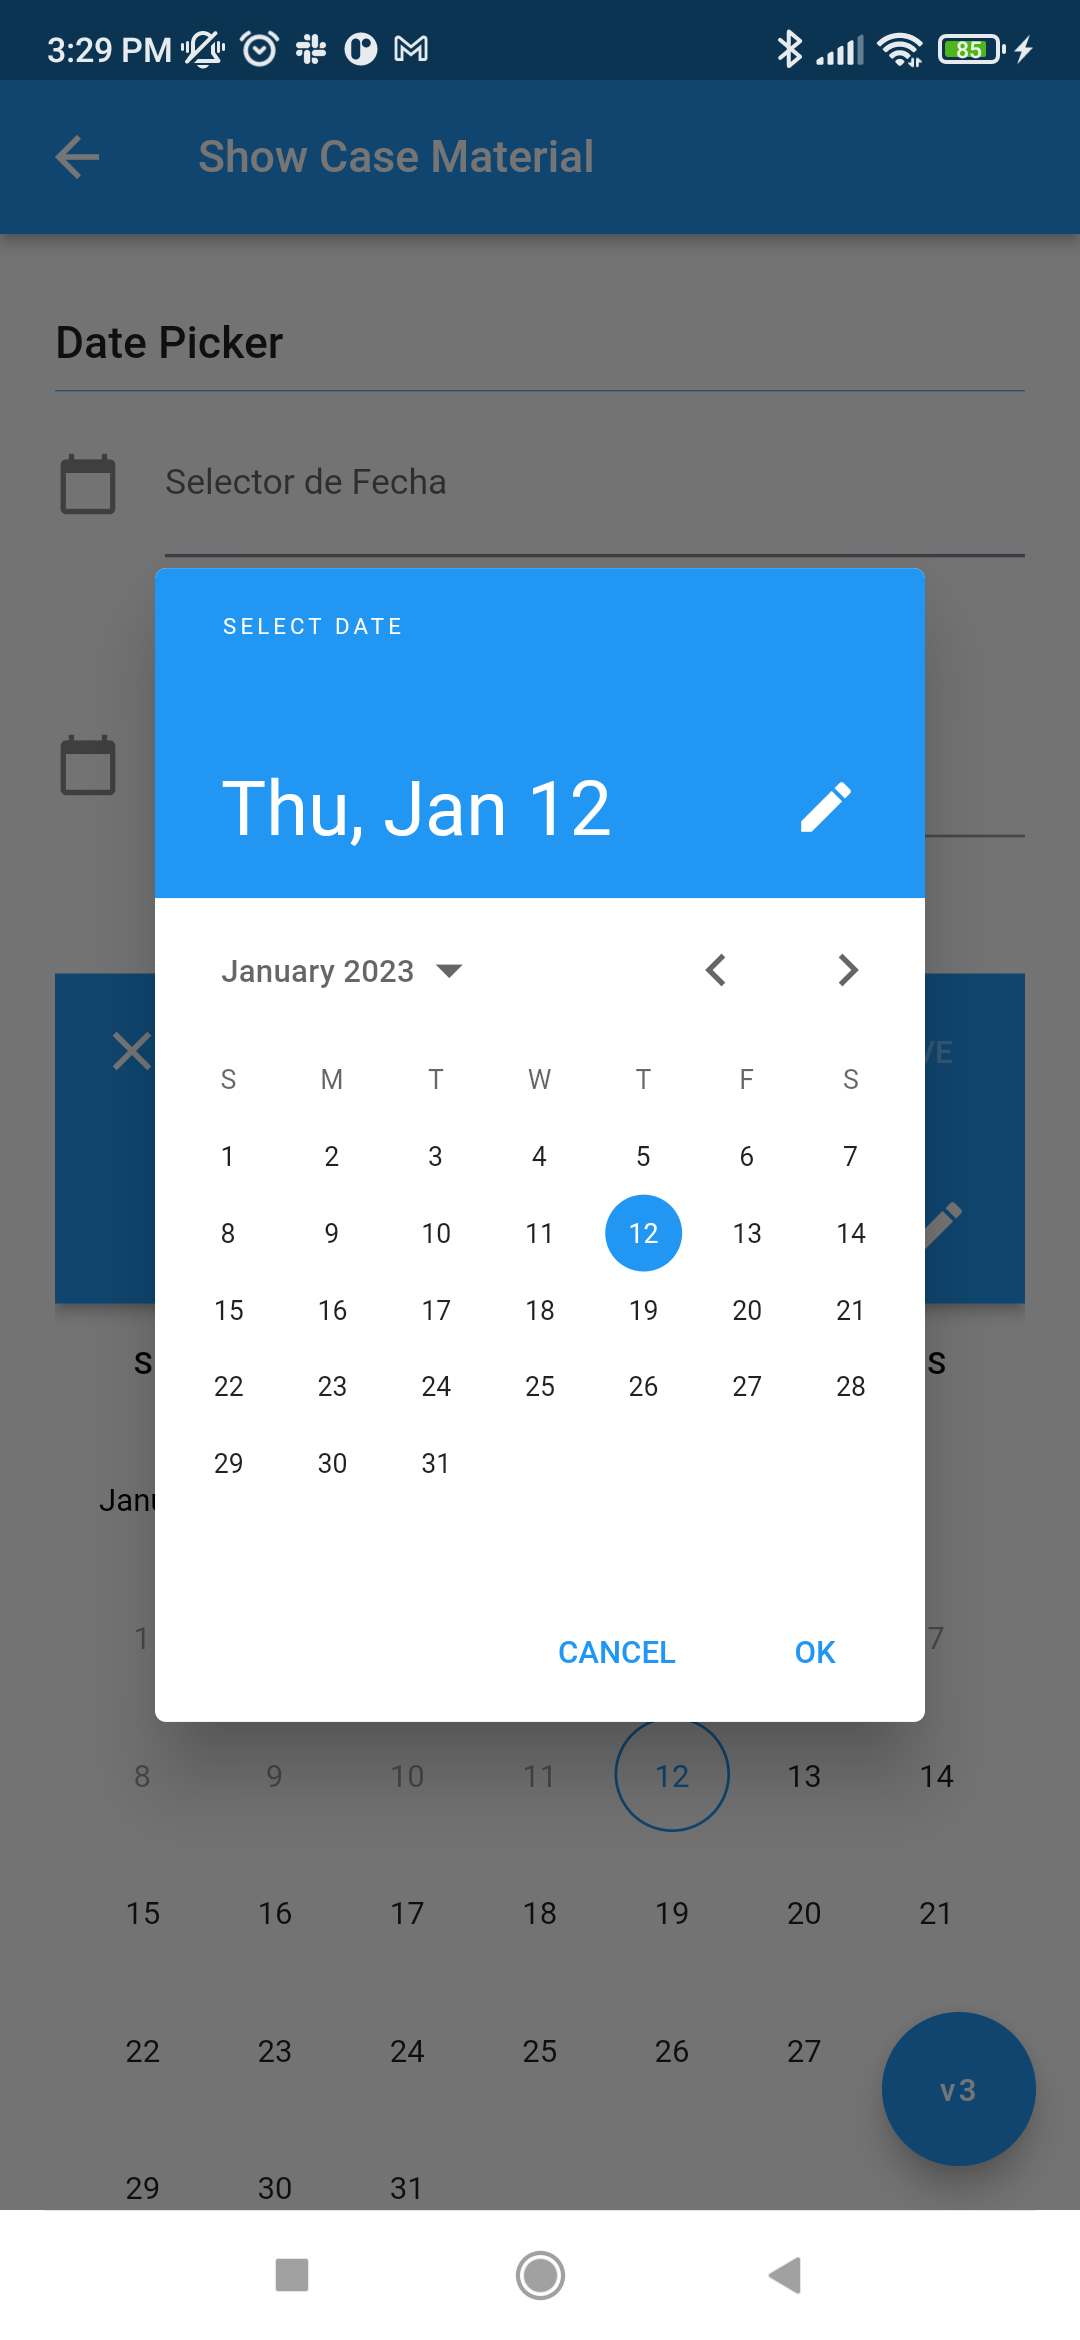 3:29 PM 85
Show Case Material
Date Picker
Selector de Fecha
SELECT DATE
Thu, Jan 12
January 2023
VE
S M T W T F S
1 2 3 4 5 6 7
8 9 10 11 12 13 14
15 16 17 18 19 20 21
22 23 24 25 26 27 28
29 30 31
CANCEL OK
S S
Janu
1 7
8 9 10 11 12 13 14
15 16 17 18 19 20 21
22 23 24 25 26 27
v3
29 30 31